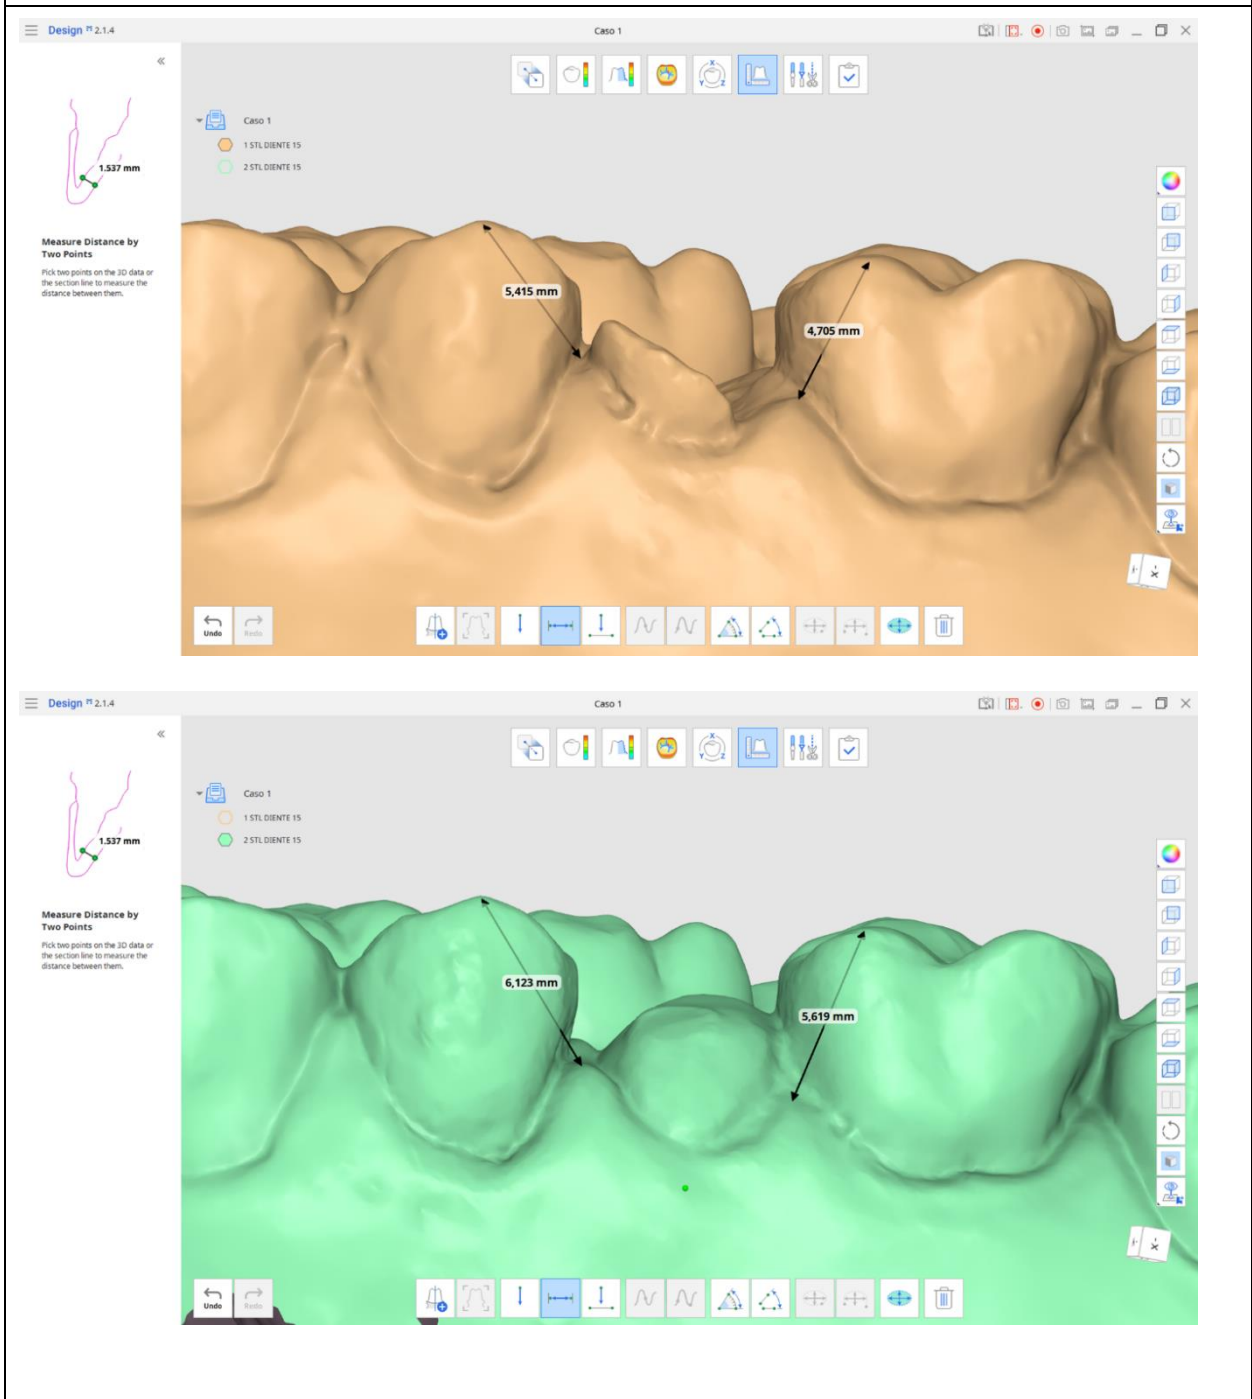 Design 2.1.4
Caso 1
Caso 1
1 STL DIENTE 15
2 STL DIENTE 15
1.537 mm
Measure Distance by
Two Points
Pick two points on the 3D data or
the section line to measure the
distance between them.
5,415 mm
4,705 mm
Undo
Redo
Design 2.1.4
Caso 1
Caso 1
1 STL DIENTE 15
2 STL DIENTE 15
1.537 mm
Measure Distance by
Two Points
Pick two points on the 3D data or
the section line to measure the
distance between them.
6,123 mm
5,619 mm
Undo
Redo